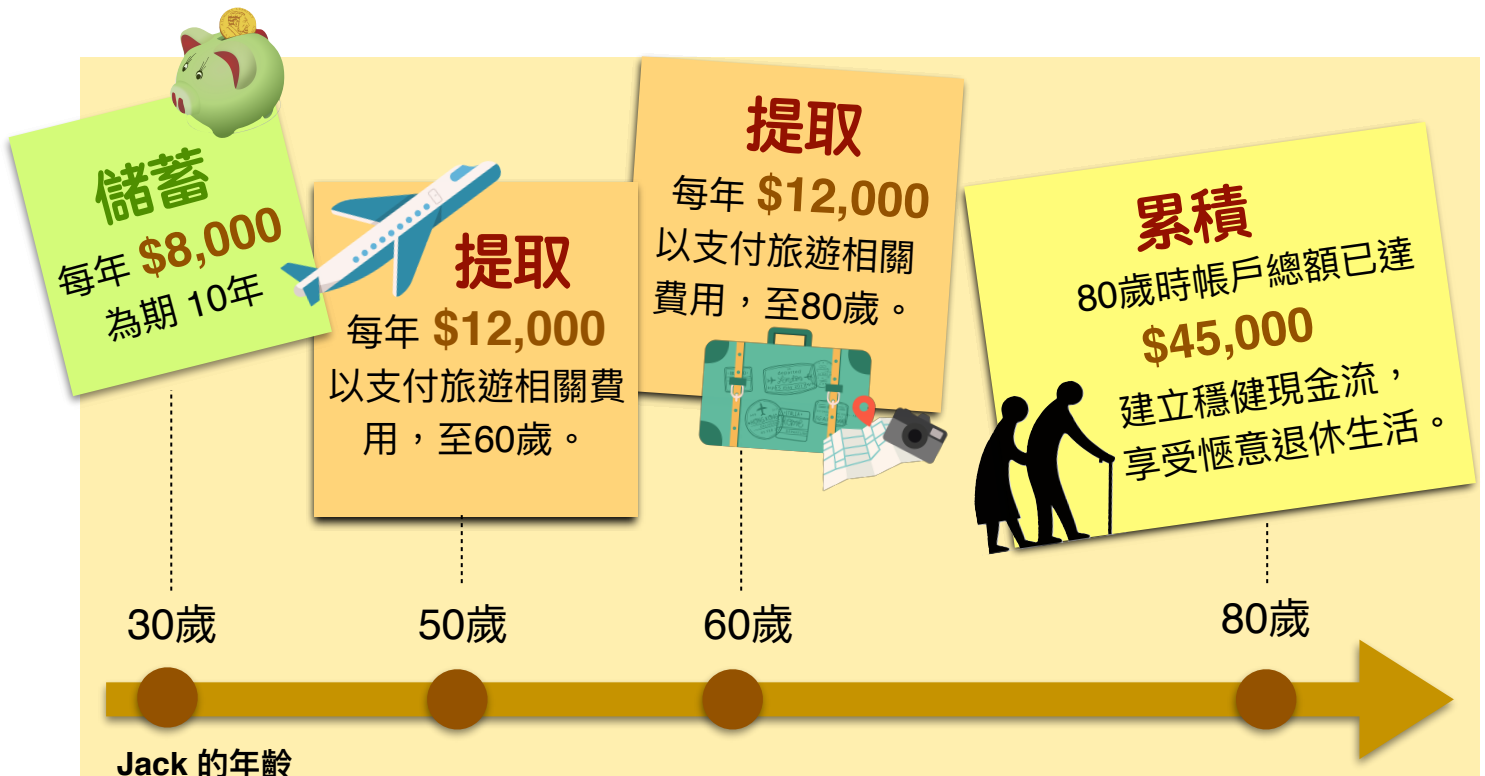 儲蓄
每年 $8,000
為期 10年
提取
每年 $12,000
以支付旅遊相關費
用，至60歲。
提取
每年 $12,000
以支付旅遊相關
費用，至80歲。
累積
80歲時帳戶總額已達
$45,000
建立穩健現金流，
享受愜意退休生活。
30歲
50歲
60歲
80歲
Jack 的年齡